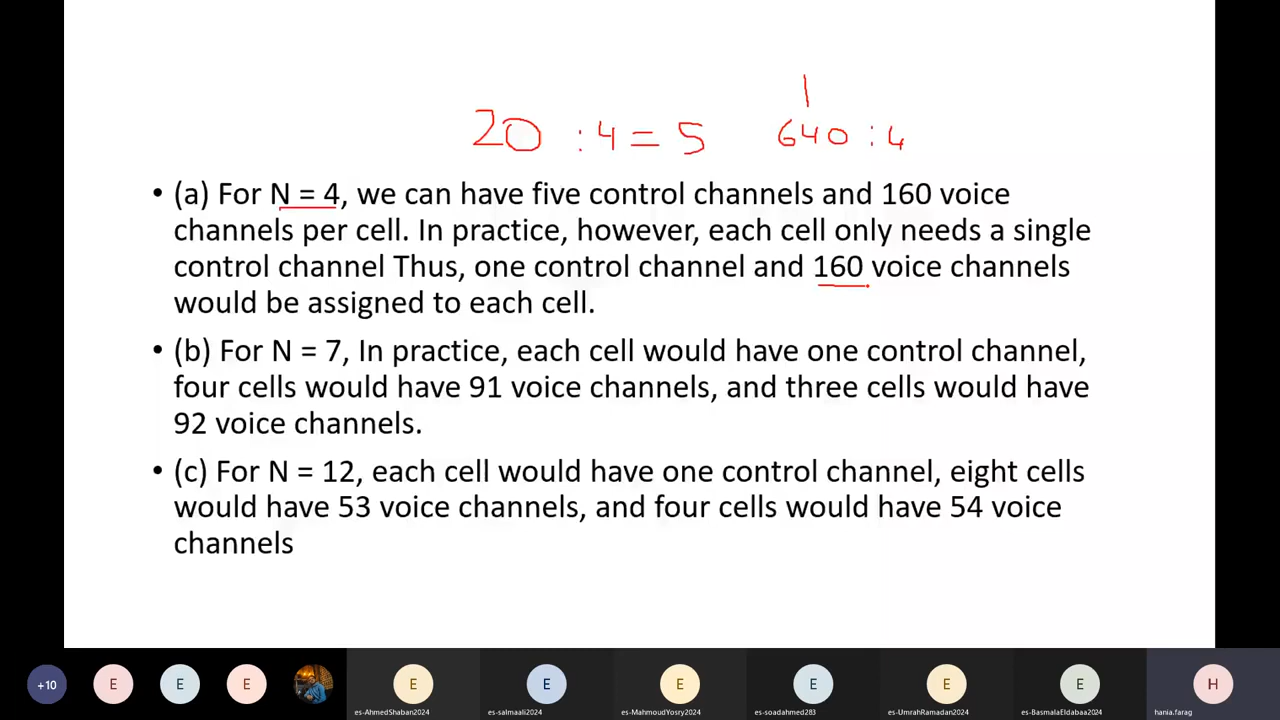 1
20 :4 = 5 640 :4
• (a) For N = 4, we can have five control channels and 160 voice
channels per cell. In practice, however, each cell only needs a single
control channel Thus, one control channel and 160 voice channels
would be assigned to each cell.
• (b) For N = 7, In practice, each cell would have one control channel,
four cells would have 91 voice channels, and three cells would have
92 voice channels.
• (c) For N = 12, each cell would have one control channel, eight cells
would have 53 voice channels, and four cells would have 54 voice
channels
+10 E E E E E E E E E H
es-AhmedShaban2024 es-salmaali2024 es-MahmoudYosry2024 es-soadahmed283 es-UmrahRamadan2024 es-BasmalaEldabaa2024 hania.farag